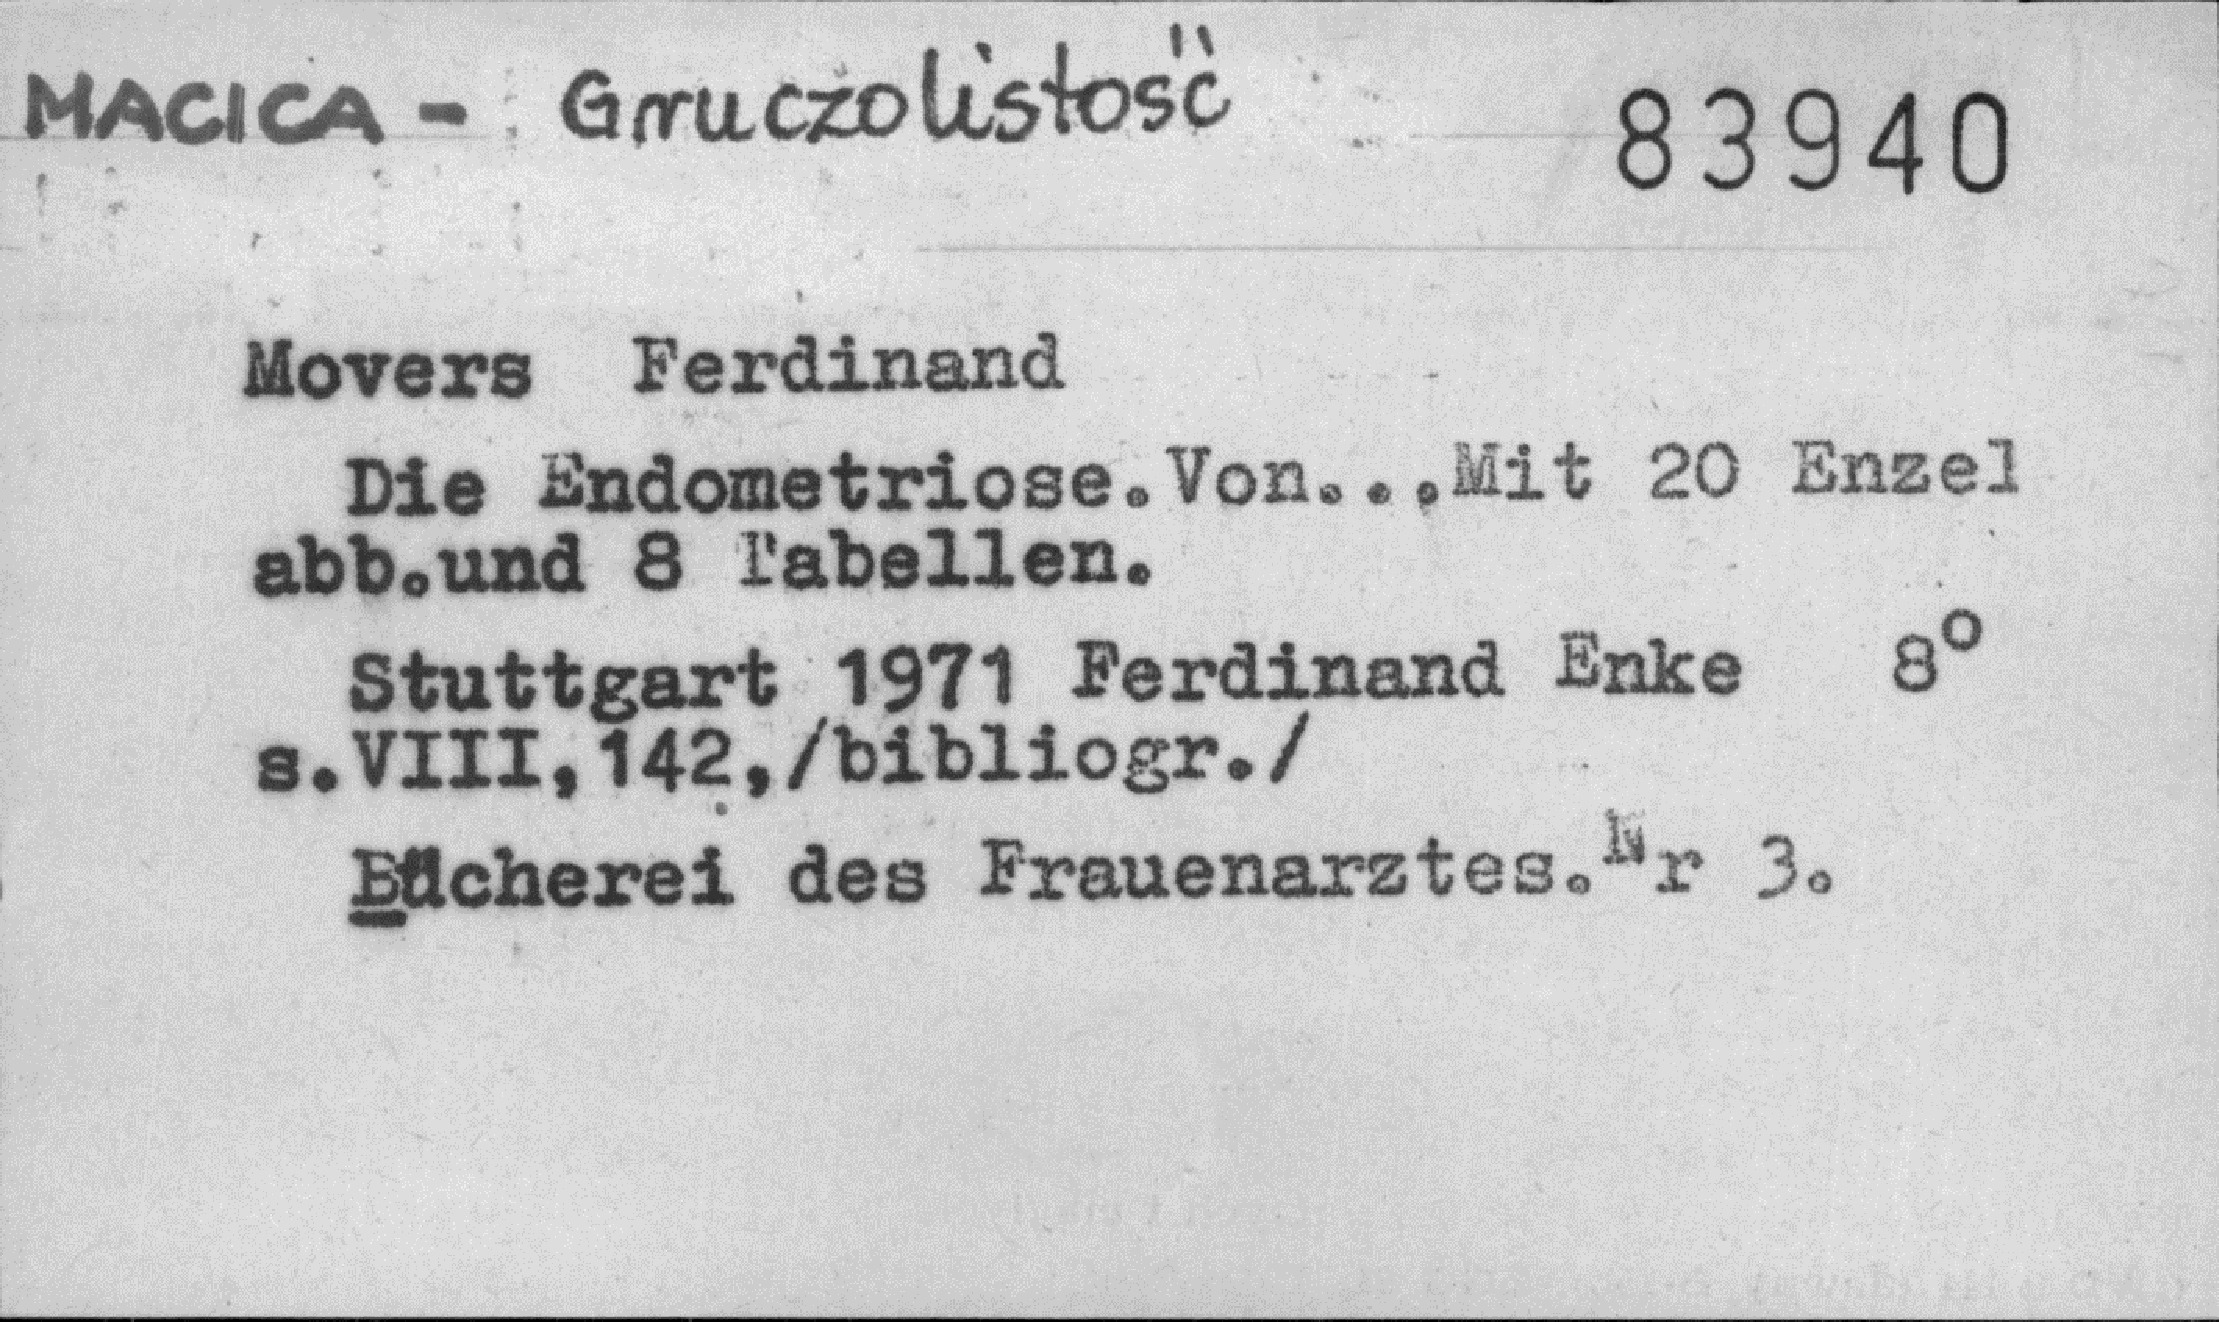 MACICA - Gruczolistość 83940
Movers Ferdinand
Die Endometriose.Von...Mit 20 Enzel
abb.und 8 Tabellen.
Stuttgart 1971 Ferdinand Enke 8°
s.VIII,142,/bibliogr./
Bücherei des Frauenarztes.Nr 3.